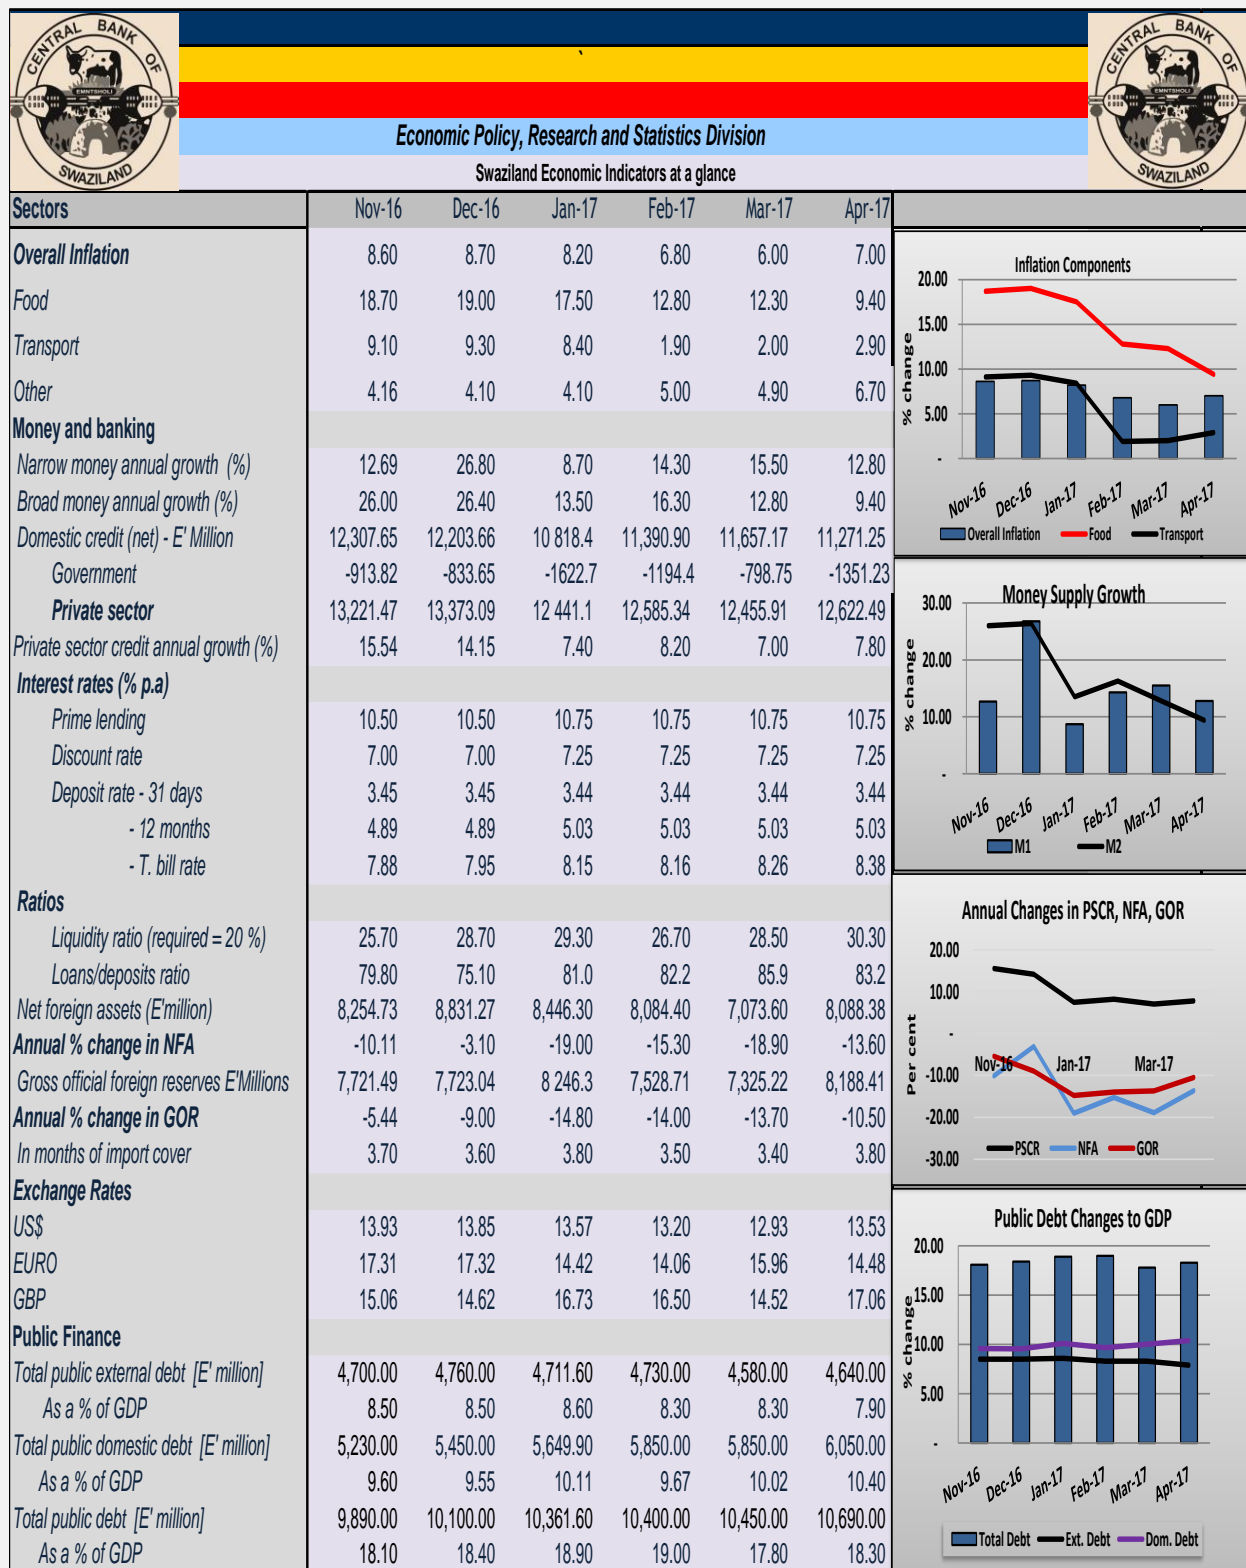 CENTRAL BANK OF
EMNTSHOLI
SWAZILAND
`
CENTRAL BANK OF
EMNTSHOLI
SWAZILAND
Economic Policy, Research and Statistics Division
Swaziland Economic Indicators at a glance
Sectors Nov-16 Dec-16 Jan-17 Feb-17 Mar-17 Apr-17
Overall Inflation 8.60 8.70 8.20 6.80 6.00 7.00
Food 18.70 19.00 17.50 12.80 12.30 9.40
Transport 9.10 9.30 8.40 1.90 2.00 2.90
Other 4.16 4.10 4.10 5.00 4.90 6.70
Money and banking
Narrow money annual growth (%) 12.69 26.80 8.70 14.30 15.50 12.80
Broad money annual growth (%) 26.00 26.40 13.50 16.30 12.80 9.40
Domestic credit (net) - E' Million 12,307.65 12,203.66 10 818.4 11,390.90 11,657.17 11,271.25
Government -913.82 -833.65 -1622.7 -1194.4 -798.75 -1351.23
Private sector 13,221.47 13,373.09 12 441.1 12,585.34 12,455.91 12,622.49
Private sector credit annual growth (%) 15.54 14.15 7.40 8.20 7.00 7.80
Interest rates (% p.a)
Prime lending 10.50 10.50 10.75 10.75 10.75 10.75
Discount rate 7.00 7.00 7.25 7.25 7.25 7.25
Deposit rate - 31 days 3.45 3.45 3.44 3.44 3.44 3.44
- 12 months 4.89 4.89 5.03 5.03 5.03 5.03
- T. bill rate 7.88 7.95 8.15 8.16 8.26 8.38
Ratios
Liquidity ratio (required = 20 %) 25.70 28.70 29.30 26.70 28.50 30.30
Loans/deposits ratio 79.80 75.10 81.0 82.2 85.9 83.2
Net foreign assets (E'million) 8,254.73 8,831.27 8,446.30 8,084.40 7,073.60 8,088.38
Annual % change in NFA -10.11 -3.10 -19.00 -15.30 -18.90 -13.60
Gross official foreign reserves E'Millions 7,721.49 7,723.04 8 246.3 7,528.71 7,325.22 8,188.41
Annual % change in GOR -5.44 -9.00 -14.80 -14.00 -13.70 -10.50
In months of import cover 3.70 3.60 3.80 3.50 3.40 3.80
Exchange Rates
US$ 13.93 13.85 13.57 13.20 12.93 13.53
EURO 17.31 17.32 14.42 14.06 15.96 14.48
GBP 15.06 14.62 16.73 16.50 14.52 17.06
Public Finance
Total public external debt [E' million] 4,700.00 4,760.00 4,711.60 4,730.00 4,580.00 4,640.00
As a % of GDP 8.50 8.50 8.60 8.30 8.30 7.90
Total public domestic debt [E' million] 5,230.00 5,450.00 5,649.90 5,850.00 5,850.00 6,050.00
As a % of GDP 9.60 9.55 10.11 9.67 10.02 10.40
Total public debt [E' million] 9,890.00 10,100.00 10,361.60 10,400.00 10,450.00 10,690.00
As a % of GDP 18.10 18.40 18.90 19.00 17.80 18.30
Inflation Components
% change
20.00
15.00
10.00
5.00
-
Nov-16 Dec-16 Jan-17 Feb-17 Mar-17 Apr-17
Overall Inflation Food Transport
Money Supply Growth
% change
30.00
20.00
10.00
-
Nov-16 Dec-16 Jan-17 Feb-17 Mar-17 Apr-17
M1 M2
Annual Changes in PSCR, NFA, GOR
Per cent
20.00
10.00
-
Nov-16 Jan-17 Mar-17
-10.00
-20.00
-30.00
PSCR NFA GOR
Public Debt Changes to GDP
% change
20.00
15.00
10.00
5.00
-
Nov-16 Dec-16 Jan-17 Feb-17 Mar-17 Apr-17
Total Debt Ext. Debt Dom. Debt